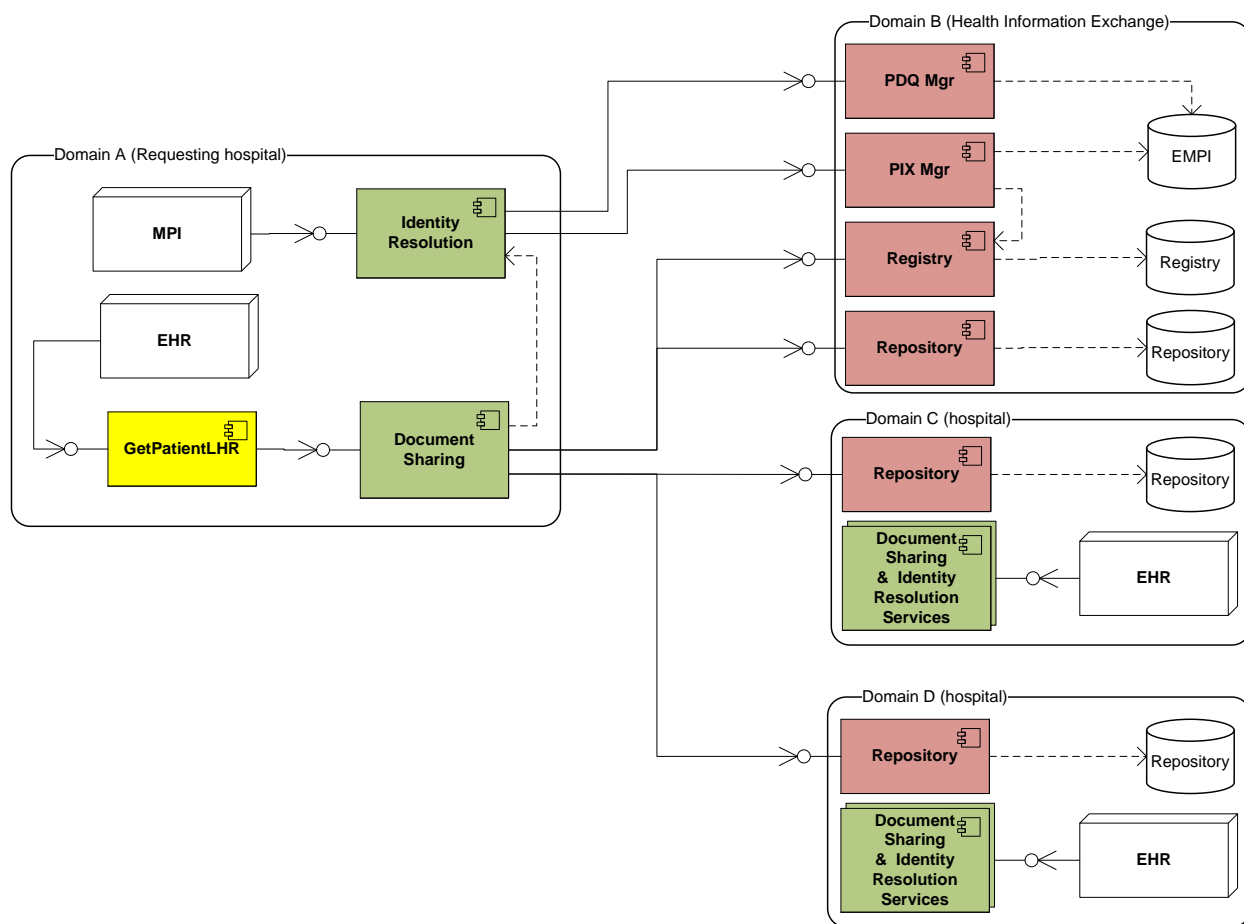 Domain A (Requesting hospital)
MPI
Identity
Resolution
EHR
GetPatientLHR
Document
Sharing
Domain B (Health Information Exchange)
PDQ Mgr
EMPI
PIX Mgr
Registry
Registry
Repository
Repository
Domain C (hospital)
Repository
Repository
Document
Sharing
& Identity
Resolution
Services
EHR
Domain D (hospital)
Repository
Repository
Document
Sharing
& Identity
Resolution
Services
EHR